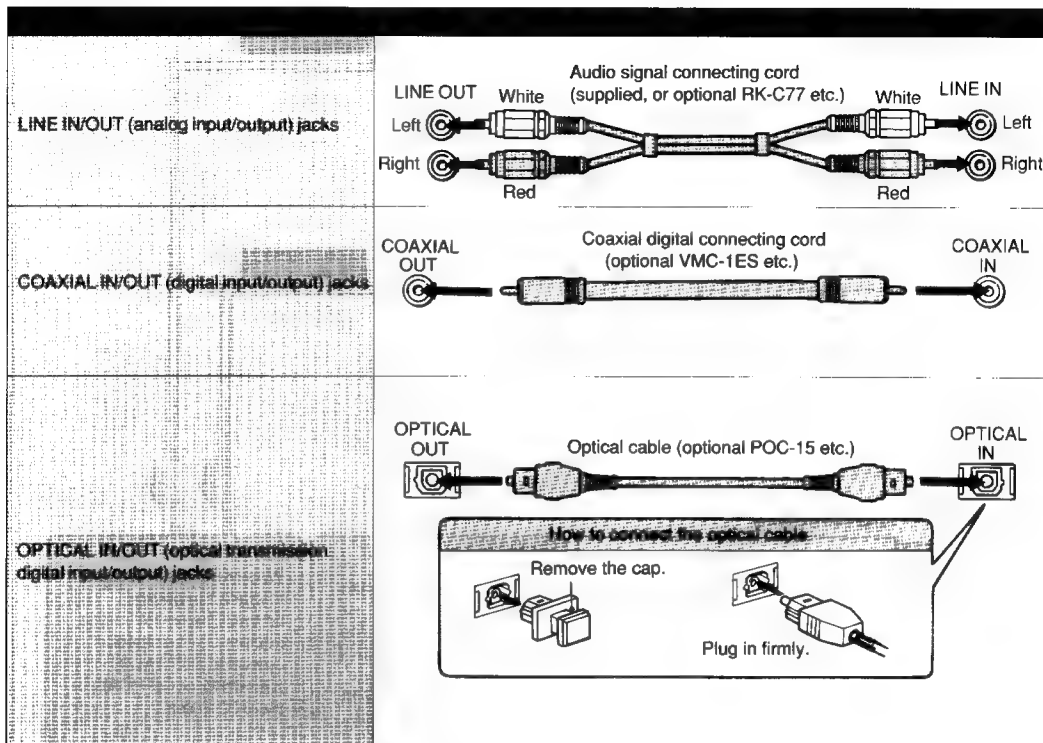 LINE IN/OUT (analog input/output) jacks
Audio signal connecting cord
(supplied, or optional RK-C77 etc.)
LINE OUT
White
White
LINE IN
Left
Left
Right
Right
Red
Red
COAXIAL IN/OUT (digital input/output) jacks
COAXIAL
OUT
Coaxial digital connecting cord
(optional VMC-1ES etc.)
COAXIAL
IN
OPTICAL IN/OUT (optical transmission
digital input/output) jacks
OPTICAL
OUT
Optical cable (optional POC-15 etc.)
OPTICAL
IN
How to connect the optical cable
Remove the cap.
Plug in firmly.